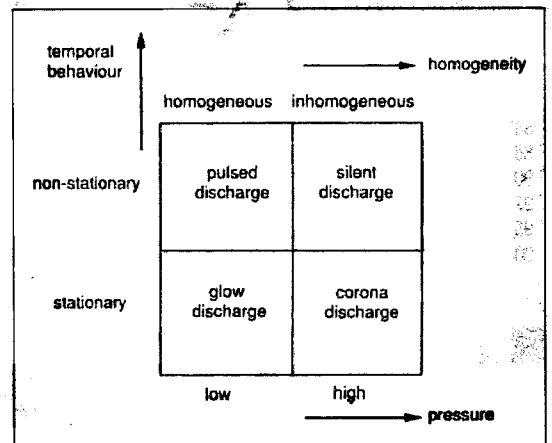 temporal
behaviour
homogeneity
homogeneous inhomogeneous
non-stationary
pulsed
discharge
silent
discharge
stationary
glow
discharge
corona
discharge
low high
pressure